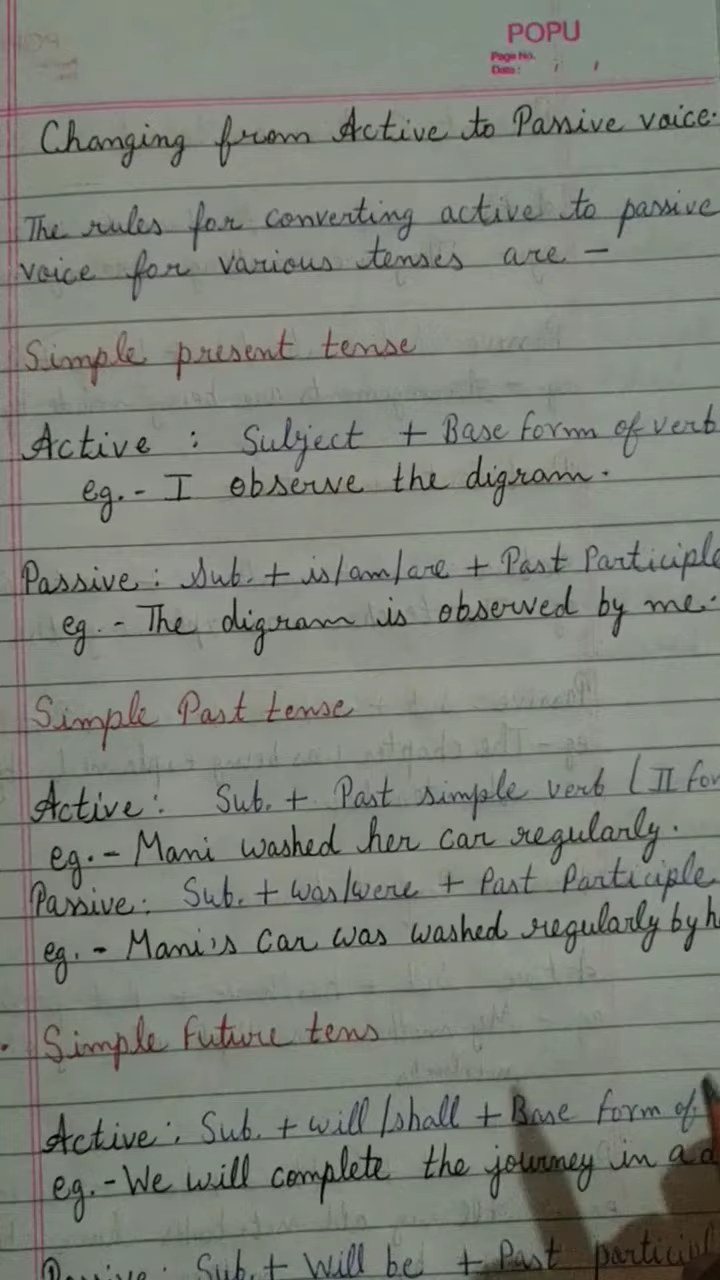 POPU
Page No.
Date: / /
Changing from Active to Passive voice.
The rules for converting active to passive
voice for various tenses are -
Simple present tense
Active : Subject + Base form of verb
eg. - I observe the digram.
Passive : Sub. + is/am/are + Past Participle
eg. - The digram is observed by me.
Simple Past tense
Active : Sub. + Past simple verb (II for
eg. - Mani washed her car regularly.
Passive : Sub. + was/were + Past Participle
eg. - Mani's car was washed regularly by h
Simple future tens
Active : Sub. + will/shall + Base form of
eg. - We will complete the journey in a d
Passive : Sub. + Will be + Past particip